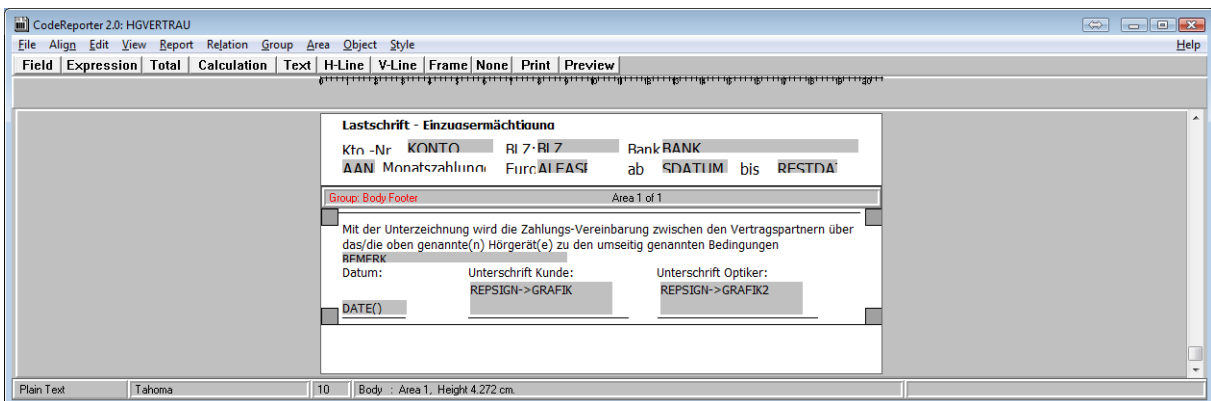 CodeReporter 2.0: HGVERTRAU
File Align Edit View Report Relation Group Area Object Style Help
Field Expression Total Calculation Text H-Line V-Line Frame None Print Preview
Lastschrift - Einzugsermächtigung
Kto.-Nr. KONTO BLZ: BLZ Bank BANK
AAN Monatszahlung Euro ALEASE ab SDATUM bis RESTDA
Group: Body Footer Area 1 of 1
Mit der Unterzeichnung wird die Zahlungs-Vereinbarung zwischen den Vertragspartnern über
das/die oben genannte(n) Hörgerät(e) zu den umseitig genannten Bedingungen
BEMERK
Datum: Unterschrift Kunde: Unterschrift Optiker:
REPSIGN->GRAFIK REPSIGN->GRAFIK2
DATE()
Plain Text Tahoma 10 Body : Area 1, Height 4.272 cm.